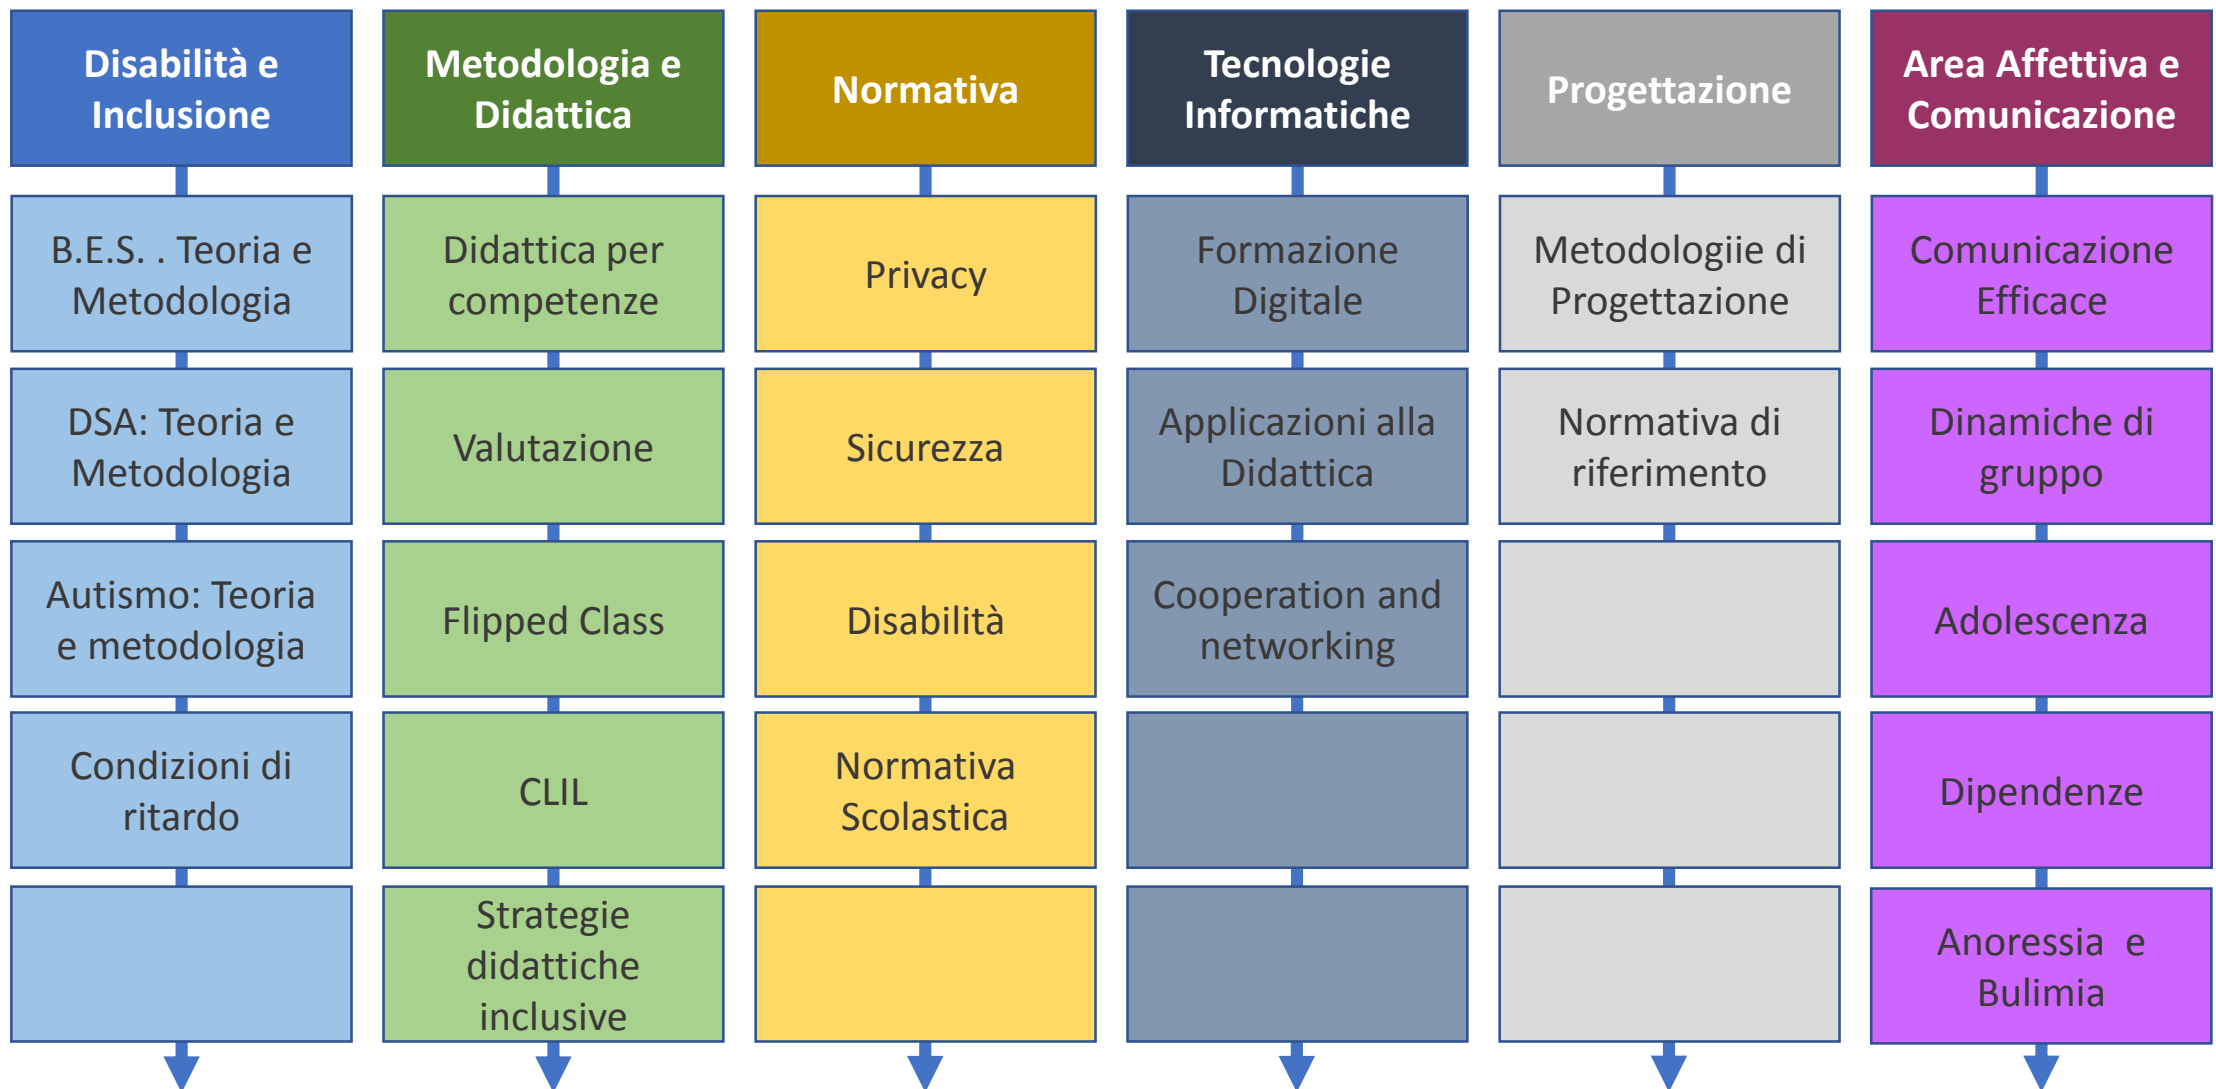 Disabilità e
Inclusione
Metodologia e
Didattica
Normativa
Tecnologie
Informatiche
Progettazione
Area Affettiva e
Comunicazione
B.E.S. . Teoria e
Metodologia
Didattica per
competenze
Privacy
Formazione
Digitale
Metodologiie di
Progettazione
Comunicazione
Efficace
DSA: Teoria e
Metodologia
Valutazione
Sicurezza
Applicazioni alla
Didattica
Normativa di
riferimento
Dinamiche di
gruppo
Autismo: Teoria
e metodologia
Flipped Class
Disabilità
Cooperation and
networking
Adolescenza
Condizioni di
ritardo
CLIL
Normativa
Scolastica
Dipendenze
Strategie
didattiche
inclusive
Anoressia  e
Bulimia